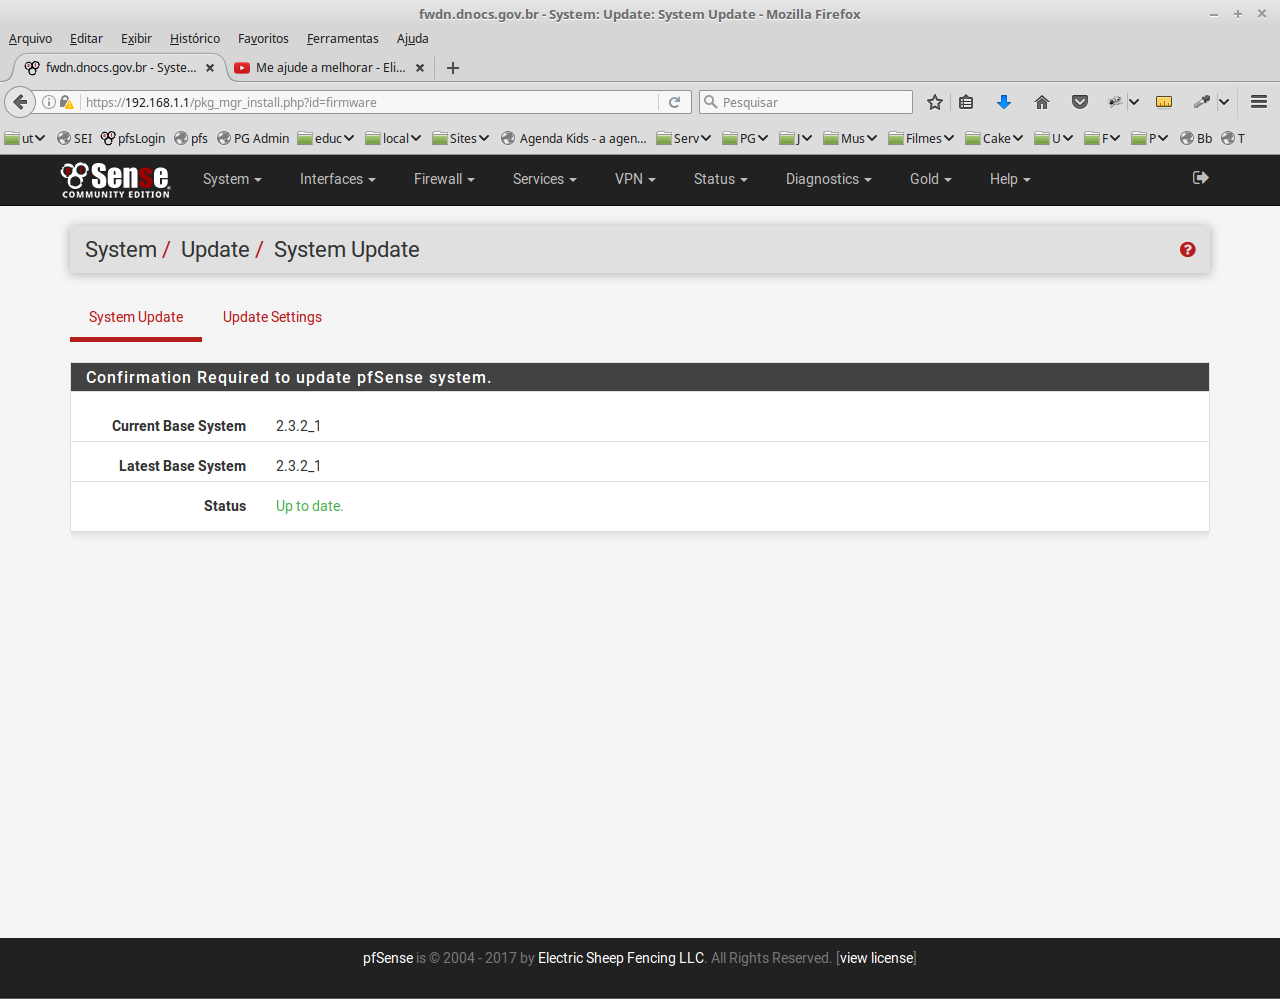 fwdn.dnocs.gov.br - System: Update: System Update - Mozilla Firefox
Arquivo Editar Exibir Histórico Favoritos Ferramentas Ajuda
fwdn.dnocs.gov.br - Syste... Me ajude a melhorar - Eli...
https://192.168.1.1/pkg_mgr_install.php?id=firmware Pesquisar
ut SEI pfsLogin pfs PG Admin educ local Sites Agenda Kids - a agen... Serv PG J Mus Filmes Cake U F P Bb T
Sense
COMMUNITY EDITION
System Interfaces Firewall Services VPN Status Diagnostics Gold Help
System / Update / System Update
System Update Update Settings
Confirmation Required to update pfSense system.
Current Base System 2.3.2_1
Latest Base System 2.3.2_1
Status Up to date.
pfSense is © 2004 - 2017 by Electric Sheep Fencing LLC. All Rights Reserved. [view license]